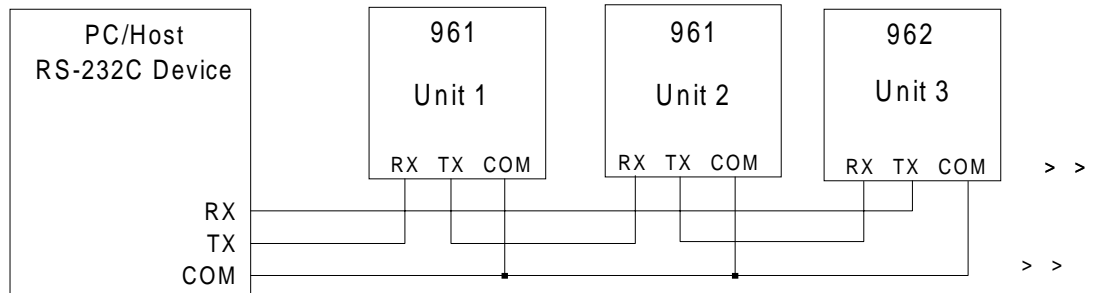 PC/Host
RS-232C Device
RX
TX
COM
961
Unit 1
RX TX COM
961
Unit 2
RX TX COM
962
Unit 3
RX TX COM
> >
> >